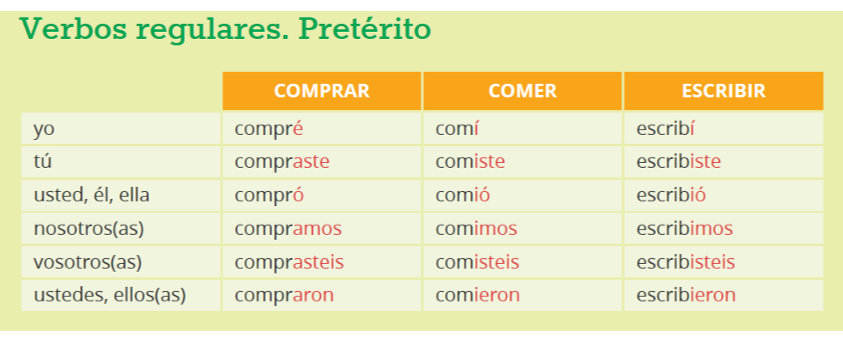 Verbos regulares. Pretérito
COMPRAR COMER ESCRIBIR
yo compré comí escribí
tú compraste comiste escribiste
usted, él, ella compró comió escribió
nosotros(as) compramos comimos escribimos
vosotros(as) comprasteis comisteis escribisteis
ustedes, ellos(as) compraron comieron escribieron